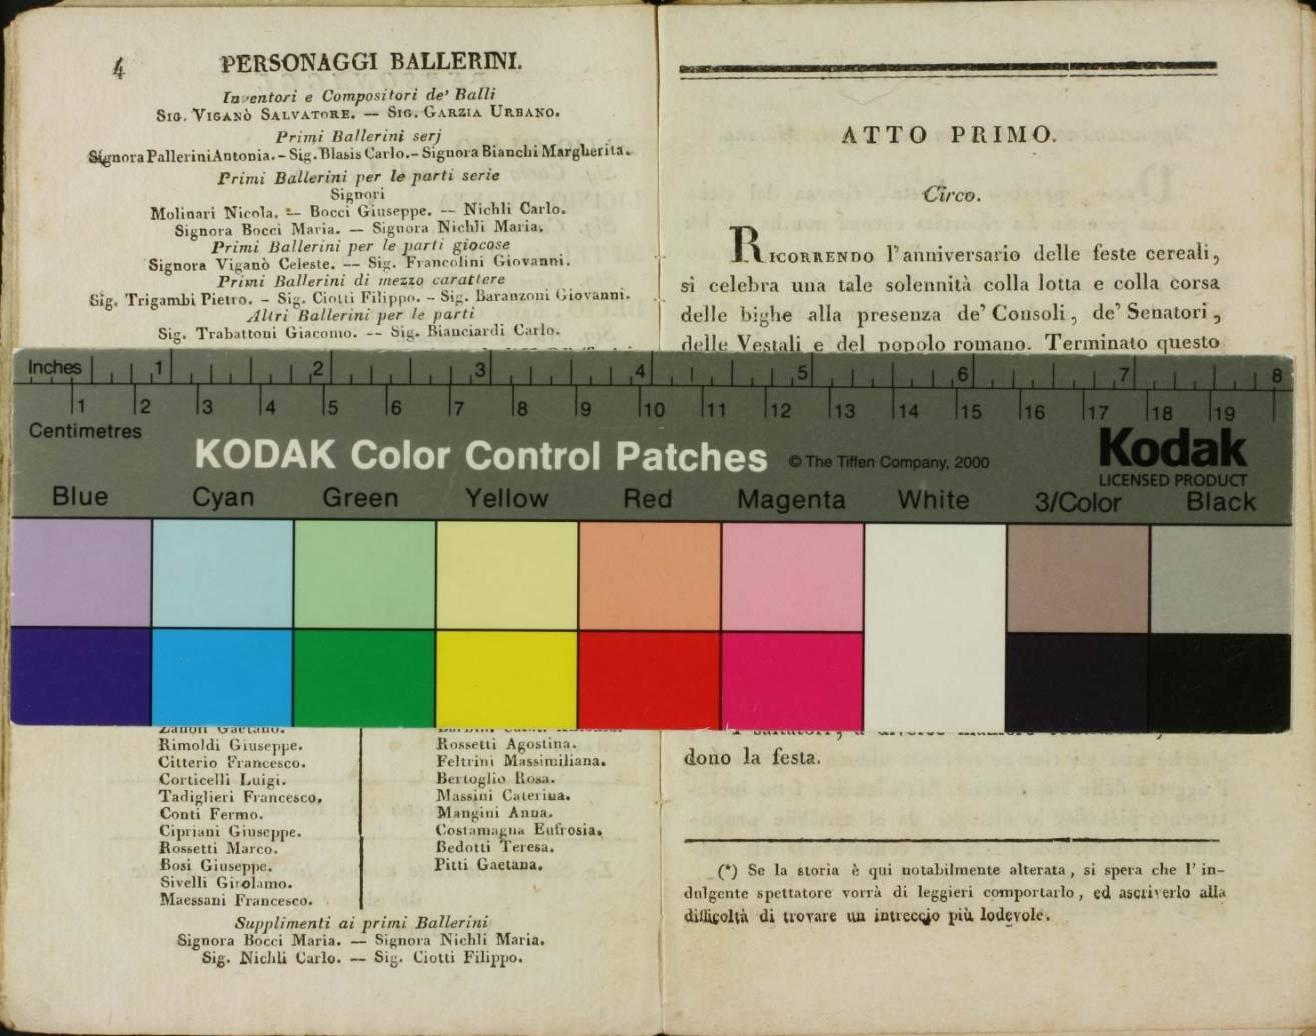 4
PERSONAGGI BALLERINI.
Inventori e Compositori de' Balli
SIG. VIGANÒ SALVATORE. — SIG. GARZIA URBANO.
Primi Ballerini serj
Signora Pallerini Antonia. - Sig. Blasis Carlo. - Signora Bianchi Margherita.
Primi Ballerini per le parti serie
Signori
Molinari Nicola. — Bocci Giuseppe. — Nichli Carlo.
Signora Bocci Maria. — Signora Nichli Maria.
Primi Ballerini per le parti giocose
Signora Viganò Celeste. — Sig. Francolini Giovanni.
Primi Ballerini di mezzo carattere
Sig. Trigambi Pietro. - Sig. Ciotti Filippo. - Sig. Baranzoni Giovanni.
Altri Ballerini per le parti
Sig. Trabattoni Giacomo. — Sig. Bianciardi Carlo.
Zanoli Gaetano.
Rimoldi Giuseppe.
Citterio Francesco.
Corticelli Luigi.
Tadiglieri Francesco.
Conti Fermo.
Cipriani Giuseppe.
Rossetti Marco.
Bosi Giuseppe.
Sivelli Girolamo.
Maessani Francesco.
Rossetti Agostina.
Feltrini Massimiliana.
Bertoglio Rosa.
Massini Caterina.
Mangini Anna.
Costamagna Eufrosia.
Bedotti Teresa.
Pitti Gaetana.
Supplimenti ai primi Ballerini
Signora Bocci Maria. — Signora Nichli Maria.
Sig. Nichli Carlo. — Sig. Ciotti Filippo.
ATTO PRIMO.
Circo.
RICORRENDO l'anniversario delle feste cereali,
si celebra una tale solennità colla lotta e colla corsa
delle bighe alla presenza de' Consoli, de' Senatori,
delle Vestali e del popolo romano. Terminato questo
dono la festa.
(*) Se la storia è qui notabilmente alterata, si spera che l' in-
dulgente spettatore vorrà di leggieri comportarlo, ed ascriverlo alla
difficoltà di trovare un intreccio più lodevole.
Inches 1 2 3 4 5 6 7 8
1 2 3 4 5 6 7 8 9 10 11 12 13 14 15 16 17 18 19
Centimetres
KODAK Color Control Patches © The Tiffen Company, 2000
Kodak
LICENSED PRODUCT
Blue Cyan Green Yellow Red Magenta White 3/Color Black